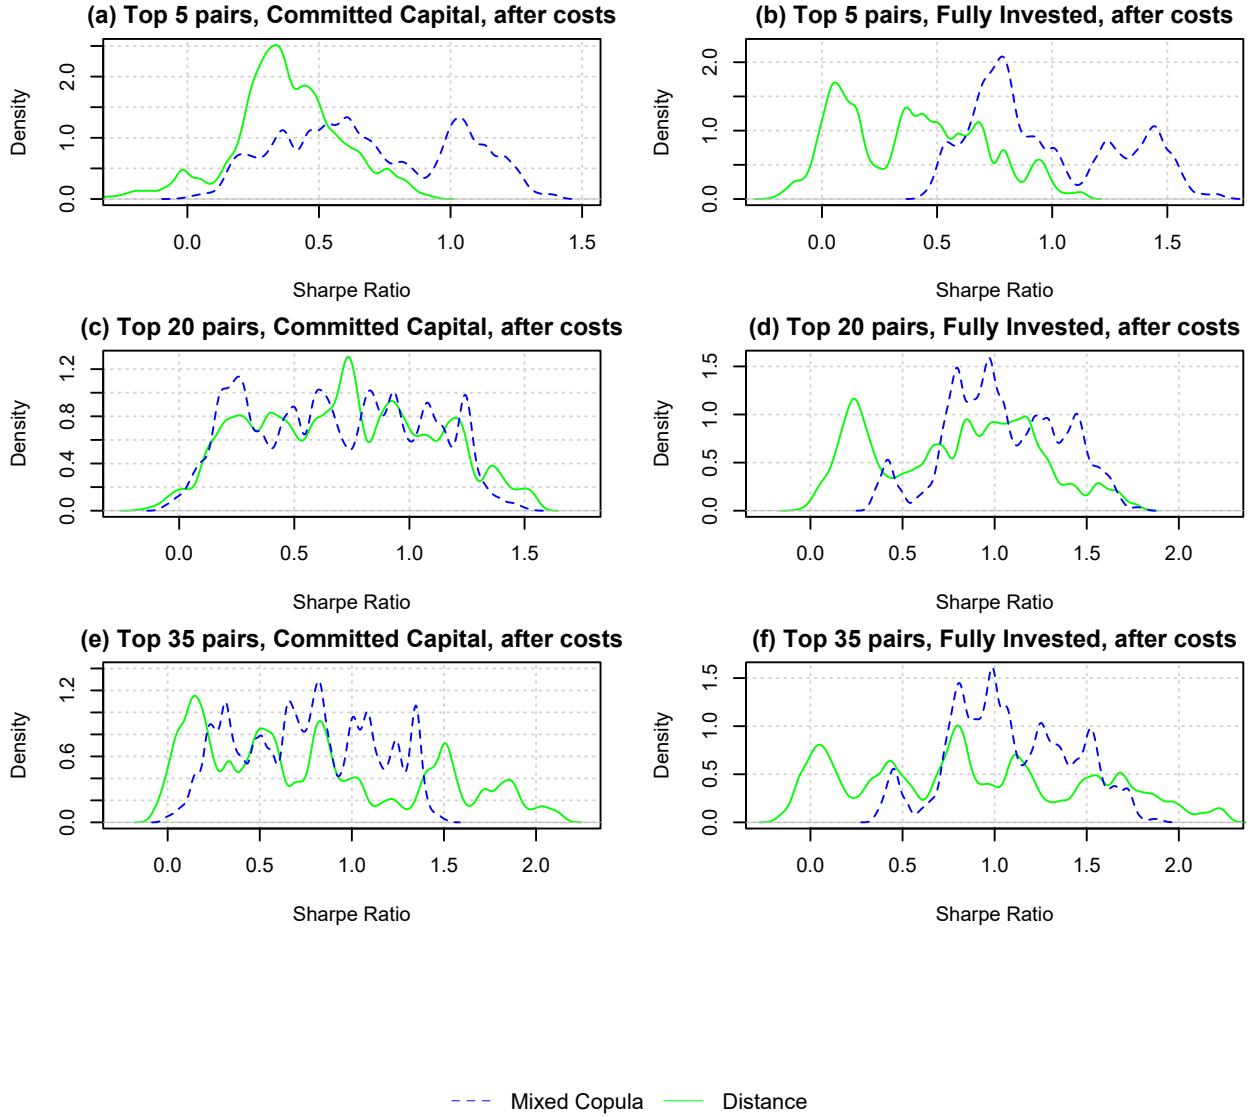 (a) Top 5 pairs, Committed Capital, after costs
Density
0.0 1.0 2.0
0.0 0.5 1.0 1.5
Sharpe Ratio
(b) Top 5 pairs, Fully Invested, after costs
Density
0.0 1.0 2.0
0.0 0.5 1.0 1.5
Sharpe Ratio
(c) Top 20 pairs, Committed Capital, after costs
Density
0.0 0.4 0.8 1.2
0.0 0.5 1.0 1.5
Sharpe Ratio
(d) Top 20 pairs, Fully Invested, after costs
Density
0.0 0.5 1.0 1.5
0.0 0.5 1.0 1.5 2.0
Sharpe Ratio
(e) Top 35 pairs, Committed Capital, after costs
Density
0.0 0.6 1.2
0.0 0.5 1.0 1.5 2.0
Sharpe Ratio
(f) Top 35 pairs, Fully Invested, after costs
Density
0.0 0.5 1.0 1.5
0.0 0.5 1.0 1.5 2.0
Sharpe Ratio
Mixed Copula Distance